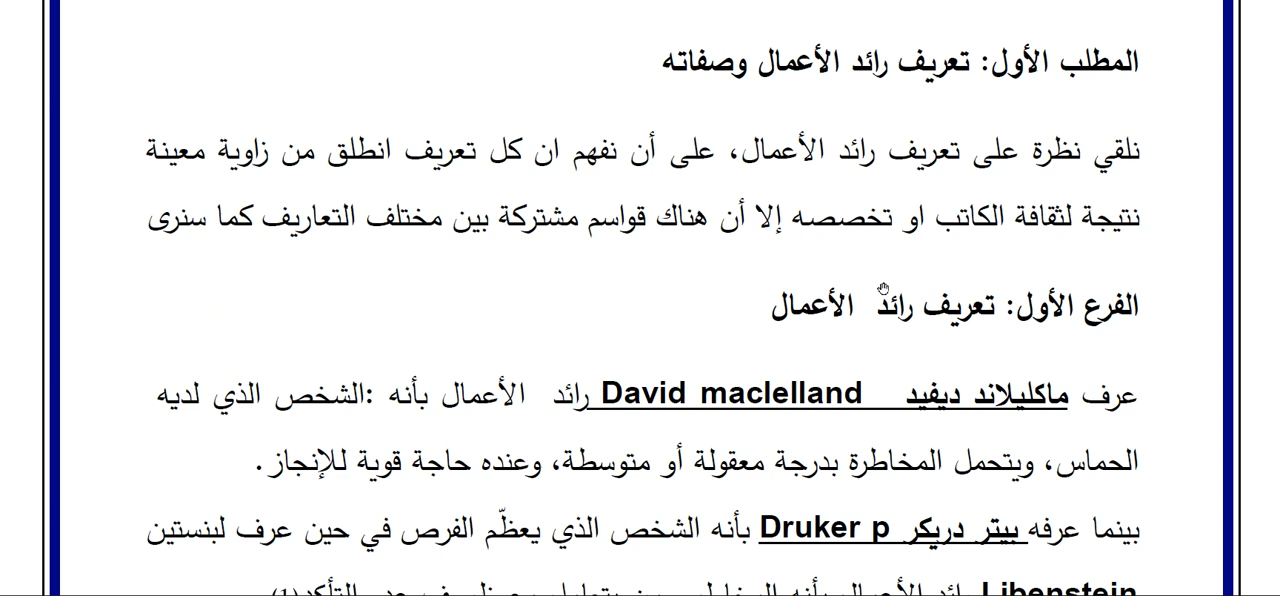 المطلب الأول: تعريف رائد الأعمال وصفاته
نلقي نظرة على تعريف رائد الأعمال، على أن نفهم ان كل تعريف انطلق من زاوية معينة
نتيجة لثقافة الكاتب او تخصصه إلا أن هناك قواسم مشتركة بين مختلف التعاريف كما سنرى
الفرع الأول: تعريف رائد الأعمال
عرف ماكليلاند ديفيد David maclelland رائد الأعمال بأنه :الشخص الذي لديه
الحماس، ويتحمل المخاطرة بدرجة معقولة أو متوسطة، وعنده حاجة قوية للإنجاز.
بينما عرفه بيتر دريكر Druker p بأنه الشخص الذي يعظّم الفرص في حين عرف لبنستين
Libenstein رائد الأعمال بأنه